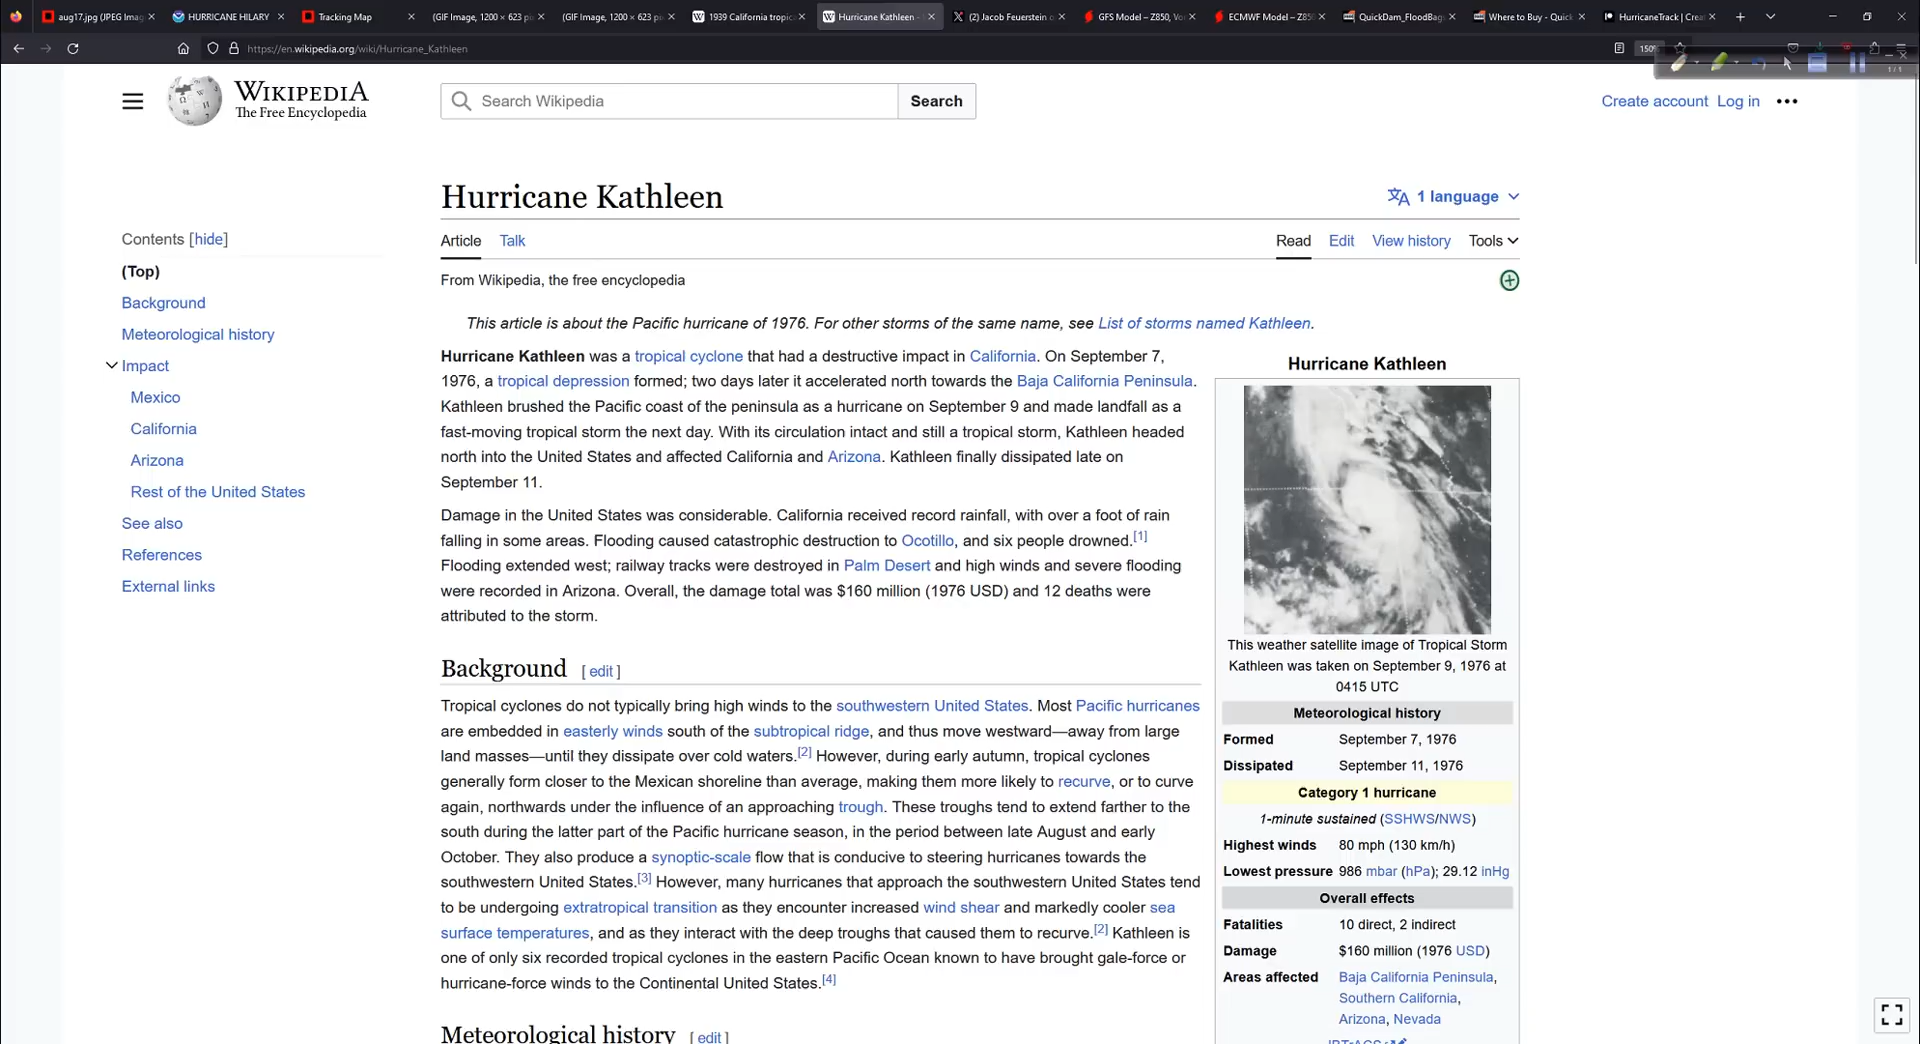 aug17.jpg (JPEG Imag
HURRICANE HILARY
Tracking Map
(GIF Image, 1200 × 623 pi
(GIF Image, 1200 × 623 pi
1939 California tropica
Hurricane Kathleen -
(2) Jacob Feuerstein o
GFS Model – Z850, Vo
ECMWF Model – Z85
QuickDam_FloodBag
Where to Buy - Quick
HurricaneTrack | Crea
https://en.wikipedia.org/wiki/Hurricane_Kathleen
150%
1/1
WIKIPEDIA
The Free Encyclopedia
Search Wikipedia
Search
Create account Log in
Hurricane Kathleen
1 language
Contents [hide]
(Top)
Background
Meteorological history
Impact
Mexico
California
Arizona
Rest of the United States
See also
References
External links
Article Talk
Read Edit View history Tools
From Wikipedia, the free encyclopedia
This article is about the Pacific hurricane of 1976. For other storms of the same name, see List of storms named Kathleen.
Hurricane Kathleen was a tropical cyclone that had a destructive impact in California. On September 7,
1976, a tropical depression formed; two days later it accelerated north towards the Baja California Peninsula.
Kathleen brushed the Pacific coast of the peninsula as a hurricane on September 9 and made landfall as a
fast-moving tropical storm the next day. With its circulation intact and still a tropical storm, Kathleen headed
north into the United States and affected California and Arizona. Kathleen finally dissipated late on
September 11.
Damage in the United States was considerable. California received record rainfall, with over a foot of rain
falling in some areas. Flooding caused catastrophic destruction to Ocotillo, and six people drowned.[1]
Flooding extended west; railway tracks were destroyed in Palm Desert and high winds and severe flooding
were recorded in Arizona. Overall, the damage total was $160 million (1976 USD) and 12 deaths were
attributed to the storm.
Background [ edit ]
Tropical cyclones do not typically bring high winds to the southwestern United States. Most Pacific hurricanes
are embedded in easterly winds south of the subtropical ridge, and thus move westward—away from large
land masses—until they dissipate over cold waters.[2] However, during early autumn, tropical cyclones
generally form closer to the Mexican shoreline than average, making them more likely to recurve, or to curve
again, northwards under the influence of an approaching trough. These troughs tend to extend farther to the
south during the latter part of the Pacific hurricane season, in the period between late August and early
October. They also produce a synoptic-scale flow that is conducive to steering hurricanes towards the
southwestern United States.[3] However, many hurricanes that approach the southwestern United States tend
to be undergoing extratropical transition as they encounter increased wind shear and markedly cooler sea
surface temperatures, and as they interact with the deep troughs that caused them to recurve.[2] Kathleen is
one of only six recorded tropical cyclones in the eastern Pacific Ocean known to have brought gale-force or
hurricane-force winds to the Continental United States.[4]
Meteorological history [ edit ]
Hurricane Kathleen
This weather satellite image of Tropical Storm
Kathleen was taken on September 9, 1976 at
0415 UTC
Meteorological history
Formed September 7, 1976
Dissipated September 11, 1976
Category 1 hurricane
1-minute sustained (SSHWS/NWS)
Highest winds 80 mph (130 km/h)
Lowest pressure 986 mbar (hPa); 29.12 inHg
Overall effects
Fatalities 10 direct, 2 indirect
Damage $160 million (1976 USD)
Areas affected Baja California Peninsula,
Southern California,
Arizona, Nevada